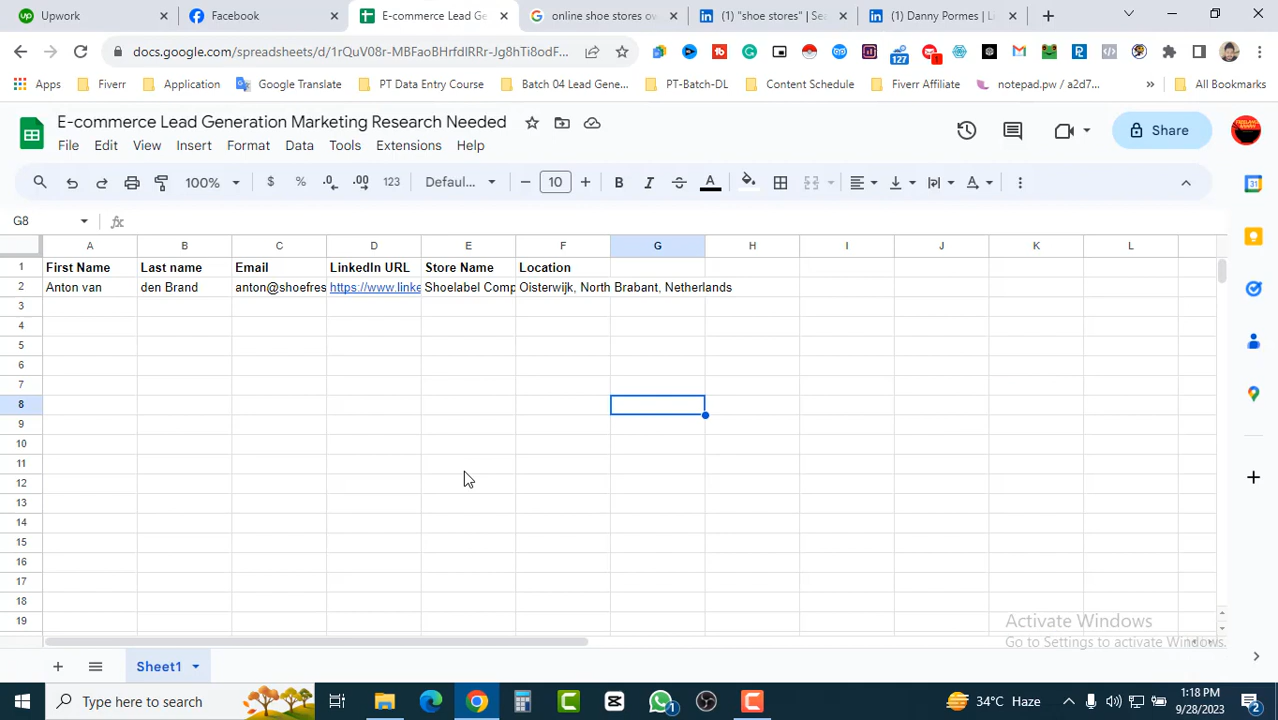 Upwork
Facebook
E-commerce Lead Ge
online shoe stores ow
(1) "shoe stores" | Sea
(1) Danny Pormes | L
docs.google.com/spreadsheets/d/1rQuV08r-MBFaoBHrfdIRRr-Jg8hTi8odF...
127
1
Apps
Fiverr
Application
Google Translate
PT Data Entry Course
Batch 04 Lead Gene...
PT-Batch-DL
Content Schedule
Fiverr Affiliate
notepad.pw / a2d7...
All Bookmarks
E-commerce Lead Generation Marketing Research Needed
File Edit View Insert Format Data Tools Extensions Help
Share
100%
$ % .0 .00 123
Defaul...
10
B I A
G8
fx
A B C D E F G H I J K L
1 First Name Last name Email LinkedIn URL Store Name Location
2 Anton van den Brand anton@shoefres https://www.linke Shoelabel Comp Oisterwijk, North Brabant, Netherlands
3
4
5
6
7
8
9
10
11
12
13
14
15
16
17
18
19
Activate Windows
Go to Settings to activate Windows.
Sheet1
Type here to search
1
34°C Haze
1:18 PM
9/28/2023
2